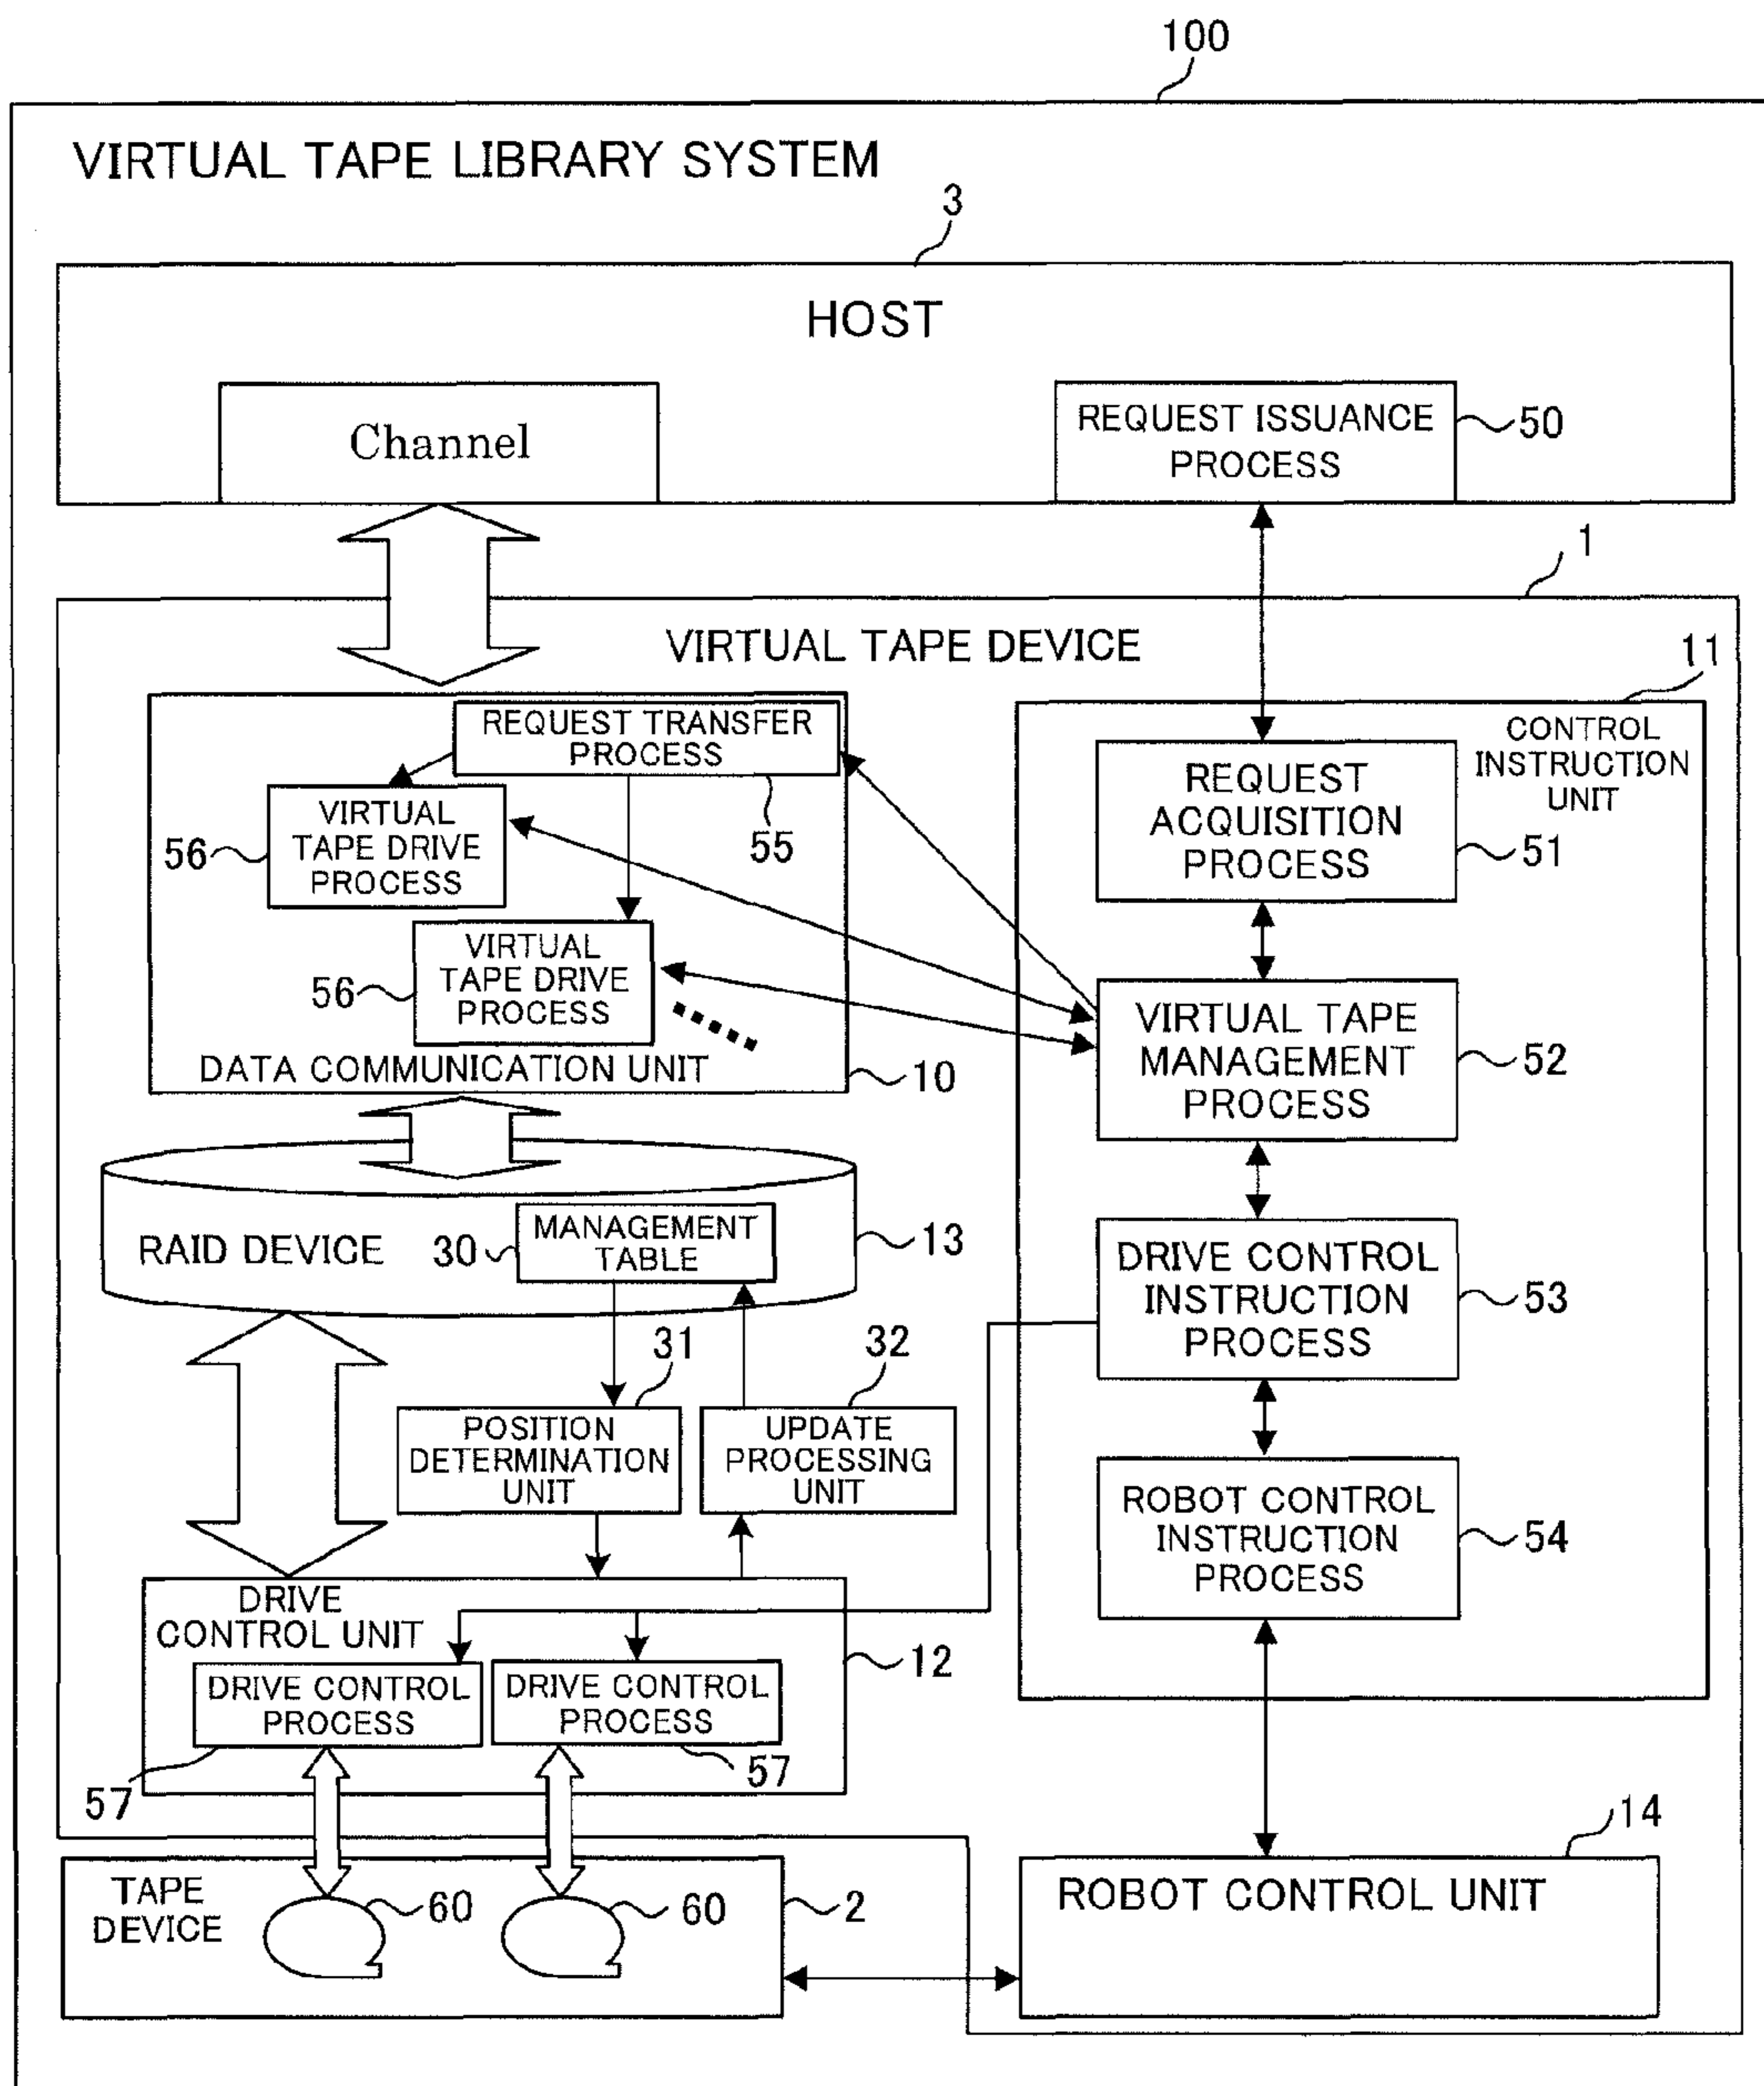 100
VIRTUAL TAPE LIBRARY SYSTEM
3
HOST
Channel
REQUEST ISSUANCE
PROCESS
50
1
VIRTUAL TAPE DEVICE
11
CONTROL
INSTRUCTION
UNIT
REQUEST TRANSFER
PROCESS
55
VIRTUAL
TAPE DRIVE
PROCESS
56
VIRTUAL
TAPE DRIVE
PROCESS
56
DATA COMMUNICATION UNIT
10
REQUEST
ACQUISITION
PROCESS
51
VIRTUAL TAPE
MANAGEMENT
PROCESS
52
RAID DEVICE
30
MANAGEMENT
TABLE
13
DRIVE CONTROL
INSTRUCTION
PROCESS
53
31
32
POSITION
DETERMINATION
UNIT
UPDATE
PROCESSING
UNIT
ROBOT CONTROL
INSTRUCTION
PROCESS
54
DRIVE
CONTROL UNIT
12
DRIVE CONTROL
PROCESS
DRIVE CONTROL
PROCESS
57
57
14
TAPE
DEVICE
60
60
2
ROBOT CONTROL UNIT